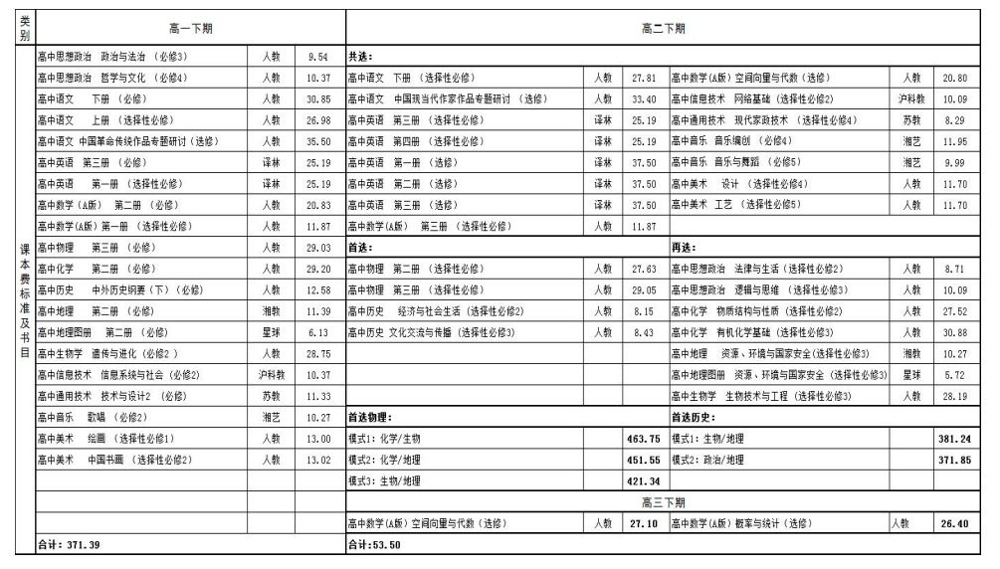 类别 高一下期 高二下期
课本费标准及书目
高中思想政治 政治与法治 (必修3) 人教 9.54 共选:
高中思想政治 哲学与文化 (必修4) 人教 10.37 高中语文 下册 (选择性必修) 人教 27.81 高中数学(A版)空间向量与代数(选修) 人教 20.80
高中语文 下册 (必修) 人教 30.85 高中语文 中国现当代作家作品专题研讨 (选修) 人教 33.40 高中信息技术 网络基础 (选择性必修2) 沪科教 10.09
高中语文 上册 (选择性必修) 人教 26.98 高中英语 第三册 (选择性必修) 译林 25.19 高中通用技术 现代家政技术 (选择性必修4) 苏教 8.29
高中语文 中国革命传统作品专题研讨(选修) 人教 35.50 高中英语 第四册 (选择性必修) 译林 25.19 高中音乐 音乐编创 (必修4) 湘艺 11.95
高中英语 第三册 (必修) 译林 25.19 高中英语 第一册 (选修) 译林 37.50 高中音乐 音乐与舞蹈 (必修5) 湘艺 9.99
高中英语 第一册 (选择性必修) 译林 25.19 高中英语 第二册 (选修) 译林 37.50 高中美术 设计 (选择性必修4) 人教 11.70
高中数学(A版) 第二册 (必修) 人教 20.83 高中英语 第三册 (选修) 译林 37.50 高中美术 工艺 (选择性必修5) 人教 11.70
高中数学(A版)第一册 (选择性必修) 人教 11.87 高中数学(A版) 第三册 (选择性必修) 人教 11.87
高中物理 第三册 (必修) 人教 29.03 首选: 再选:
高中化学 第二册 (必修) 人教 29.20 高中物理 第二册 (选择性必修) 人教 27.63 高中思想政治 法律与生活(选择性必修2) 人教 8.71
高中历史 中外历史纲要(下)(必修) 人教 12.58 高中物理 第三册 (选择性必修) 人教 29.05 高中思想政治 逻辑与思维 (选择性必修3) 人教 10.09
高中地理 第二册 (必修) 湘教 11.39 高中历史 经济与社会生活(选择性必修2) 人教 8.15 高中化学 物质结构与性质 (选择性必修2) 人教 27.52
高中地理图册 第二册 (必修) 星球 6.13 高中历史 文化交流与传播 (选择性必修3) 人教 8.43 高中化学 有机化学基础 (选择性必修3) 人教 30.88
高中生物学 遗传与进化(必修2 ) 人教 28.75 高中地理 资源、环境与国家安全(选择性必修3) 湘教 10.27
高中信息技术 信息系统与社会 (必修2) 沪科教 10.37 高中地理图册 资源、环境与国家安全 (选择性必修3) 星球 5.72
高中通用技术 技术与设计2 (必修) 苏教 11.33 高中生物学 生物技术与工程 (选择性必修3) 人教 28.19
高中音乐 歌唱 (必修2) 湘艺 10.27 首选物理: 首选历史:
高中美术 绘画 (选择性必修1) 人教 13.00 模式1: 化学/生物 463.75 模式1: 生物/地理 381.24
高中美术 中国书画 (选择性必修2) 人教 13.02 模式2: 化学/地理 451.55 模式2: 政治/地理 371.85
模式3: 生物/地理 421.34
高三下期
高中数学(A版)空间向量与代数(选修) 人教 27.10 高中数学(A版)概率与统计(选修) 人教 26.40
合计: 371.39 合计:53.50